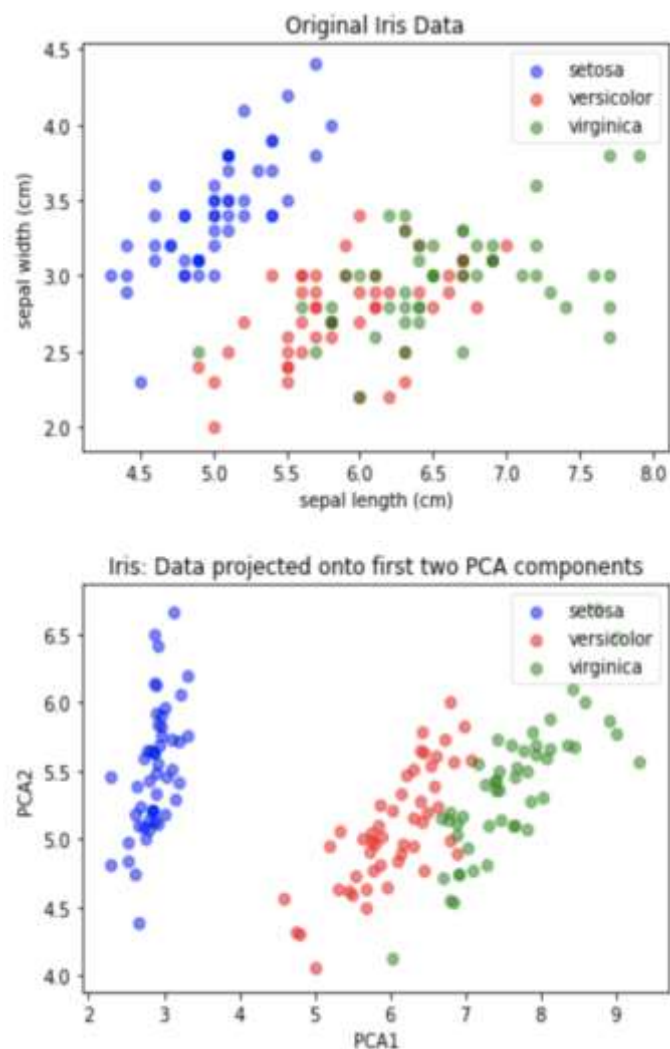 Original Iris Data
4.5
4.0
3.5
3.0
2.5
2.0
sepal width (cm)
setosa
versicolor
virginica
4.5 5.0 5.5 6.0 6.5 7.0 7.5 8.0
sepal length (cm)
Iris: Data projected onto first two PCA components
6.5
6.0
5.5
5.0
4.5
4.0
PCA2
setosa
versicolor
virginica
2 3 4 5 6 7 8 9
PCA1